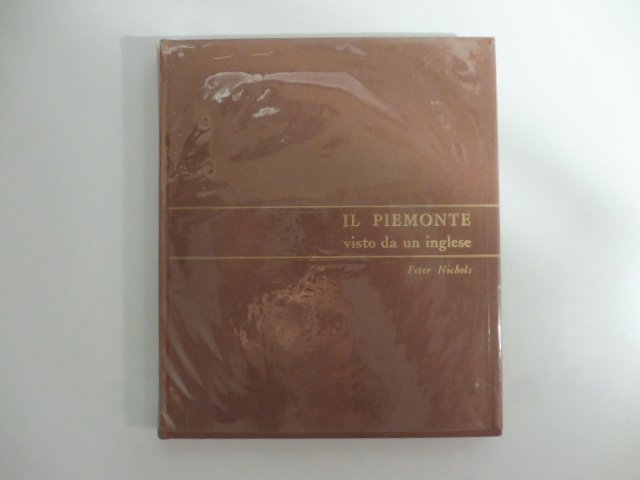 IL PIEMONTE
visto da un inglese
Peter Nichols